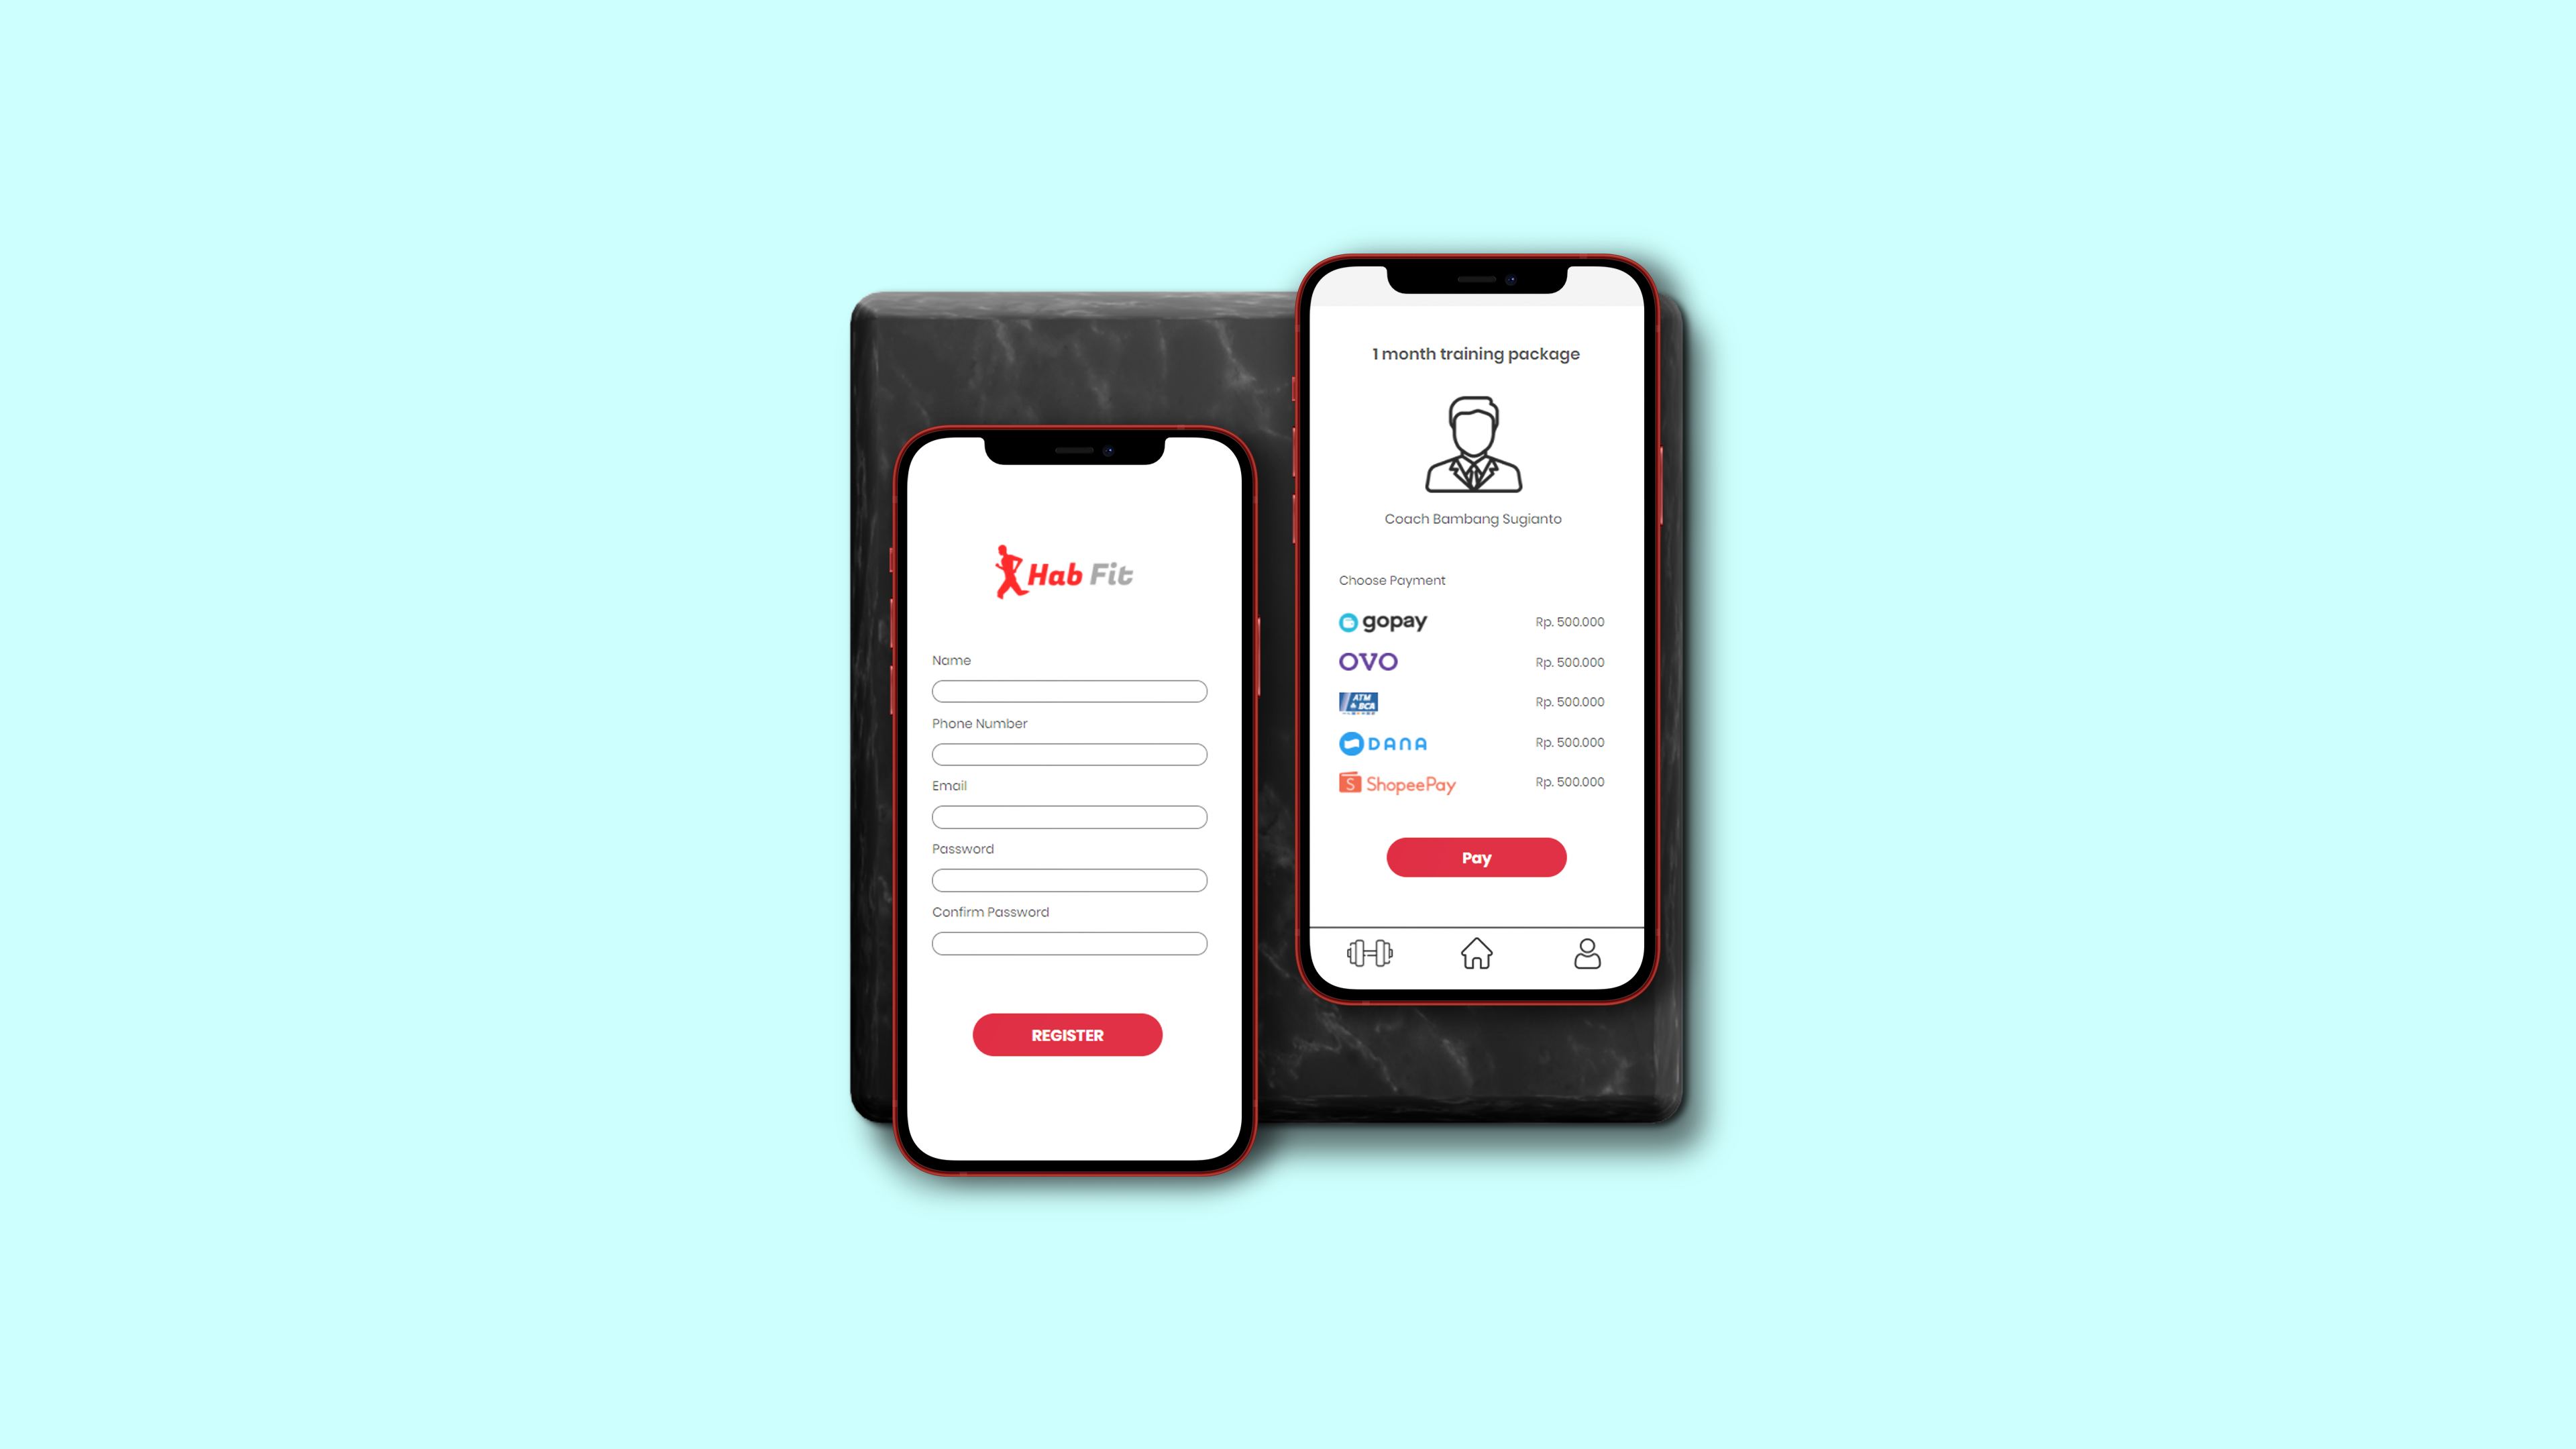 Hab Fit
Name
Phone Number
Email
Password
Confirm Password
REGISTER
1 month training package
Coach Bambang Sugianto
Choose Payment
gopay Rp. 500.000
OVO Rp. 500.000
ATM BCA Rp. 500.000
DANA Rp. 500.000
S ShopeePay Rp. 500.000
Pay